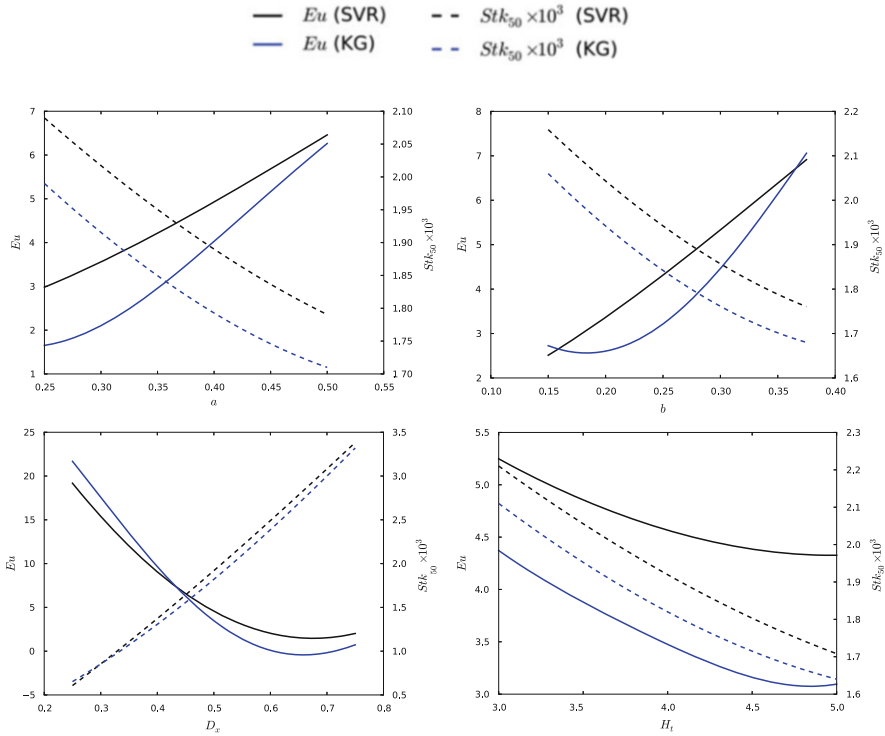 Eu (SVR) Stk₅₀ ×10³ (SVR)
Eu (KG) Stk₅₀ ×10³ (KG)
7 6 5 4 3 2 1
Eu
2.10 2.05 2.00 1.95 1.90 1.85 1.80 1.75 1.70
Stk₅₀ ×10³
0.25 0.30 0.35 0.40 0.45 0.50 0.55
a
8 7 6 5 4 3 2
Eu
2.2 2.1 2.0 1.9 1.8 1.7 1.6
Stk₅₀ ×10³
0.10 0.15 0.20 0.25 0.30 0.35 0.40
b
25 20 15 10 5 0 −5
Eu
3.5 3.0 2.5 2.0 1.5 1.0 0.5
Stk₅₀ ×10³
0.2 0.3 0.4 0.5 0.6 0.7 0.8
Dₓ
5.5 5.0 4.5 4.0 3.5 3.0
Eu
2.3 2.2 2.1 2.0 1.9 1.8 1.7 1.6
Stk₅₀ ×10³
3.0 3.5 4.0 4.5 5.0
Hₜ